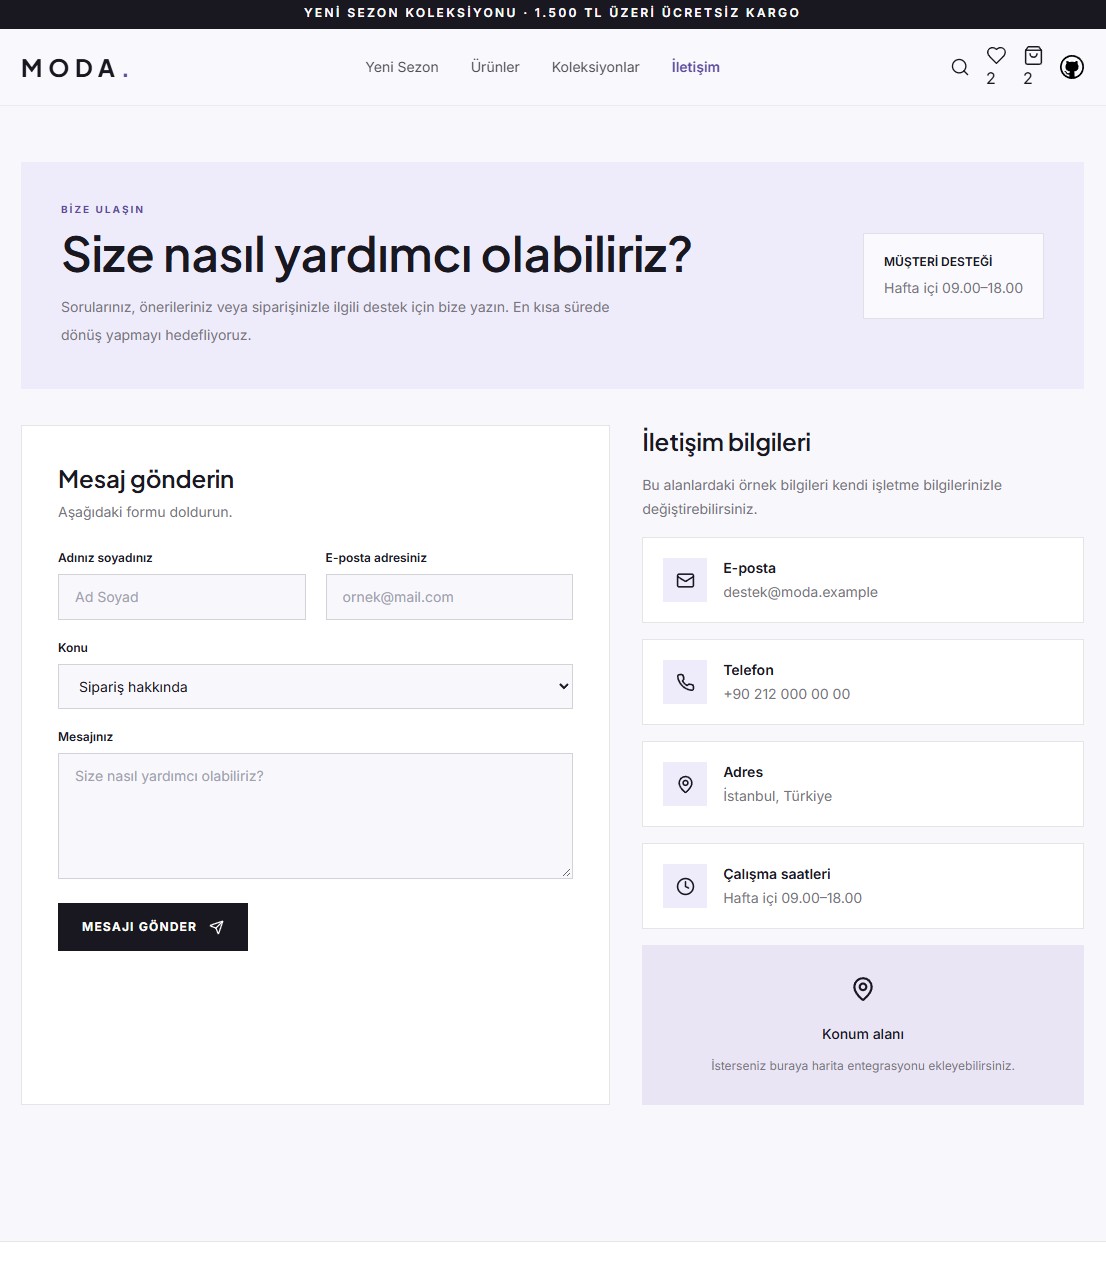 YENİ SEZON KOLEKSİYONU · 1.500 TL ÜZERİ ÜCRETSİZ KARGO
MODA.
Yeni Sezon
Ürünler
Koleksiyonlar
İletişim
2
2
BİZE ULAŞIN
Size nasıl yardımcı olabiliriz?
Sorularınız, önerileriniz veya siparişinizle ilgili destek için bize yazın. En kısa sürede
dönüş yapmayı hedefliyoruz.
MÜŞTERİ DESTEĞİ
Hafta içi 09.00–18.00
Mesaj gönderin
Aşağıdaki formu doldurun.
Adınız soyadınız
E-posta adresiniz
Ad Soyad
ornek@mail.com
Konu
Sipariş hakkında
Mesajınız
Size nasıl yardımcı olabiliriz?
MESAJI GÖNDER
İletişim bilgileri
Bu alanlardaki örnek bilgileri kendi işletme bilgilerinizle
değiştirebilirsiniz.
E-posta
destek@moda.example
Telefon
+90 212 000 00 00
Adres
İstanbul, Türkiye
Çalışma saatleri
Hafta içi 09.00–18.00
Konum alanı
İsterseniz buraya harita entegrasyonu ekleyebilirsiniz.